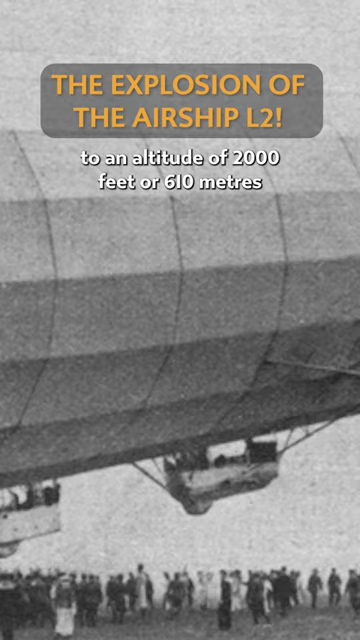 THE EXPLOSION OF
THE AIRSHIP L2!
to an altitude of 2000
feet or 610 metres